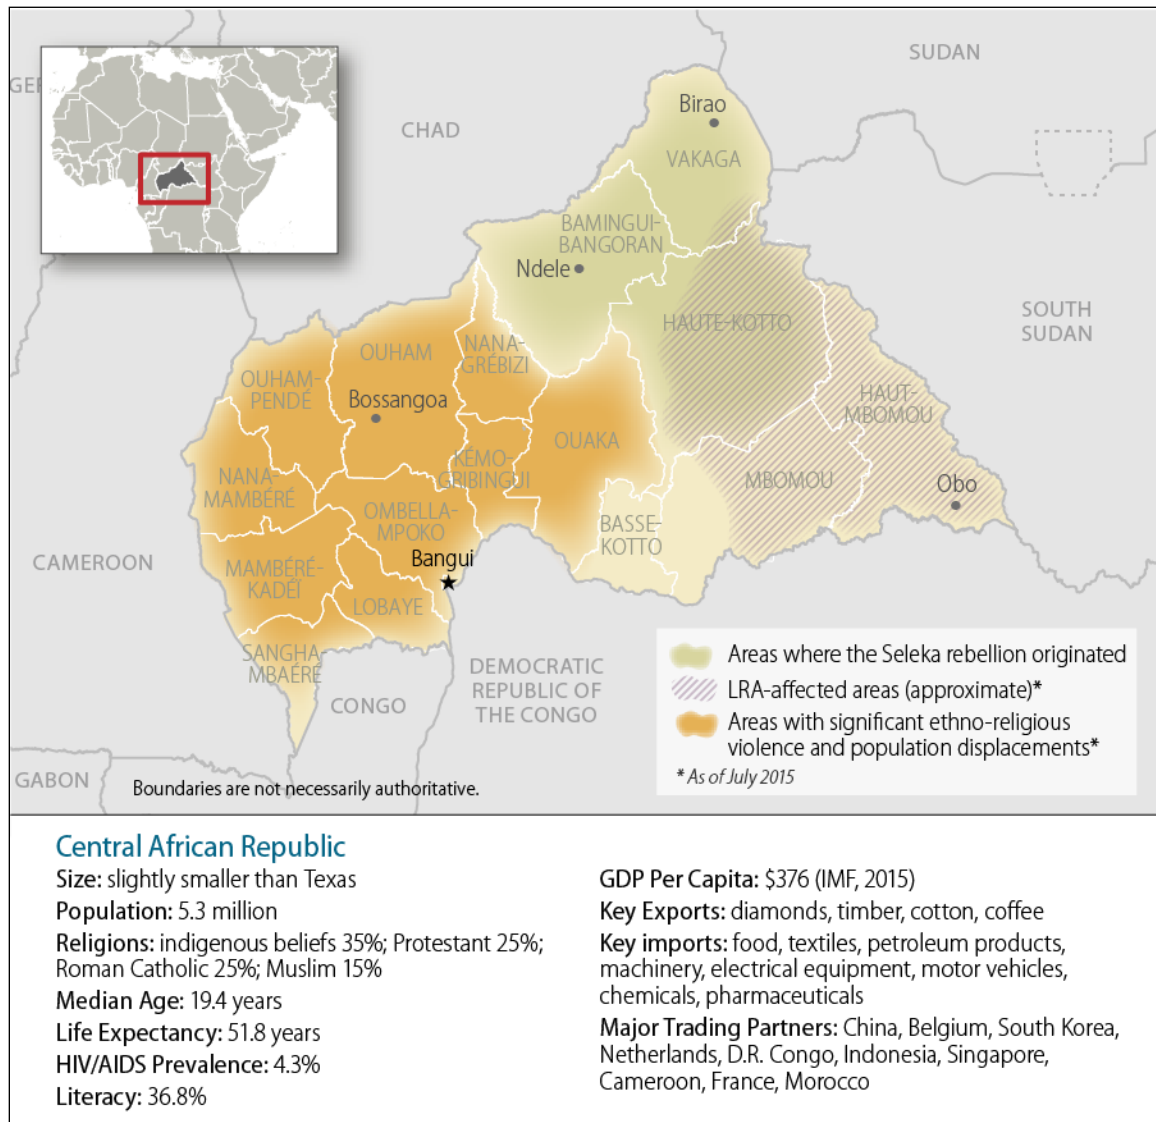 SUDAN
GER
CHAD
Birao
VAKAGA
BAMINGUI-
BANGORAN
Ndele
SOUTH
SUDAN
HAUTE-KOTTO
OUHAM
NANA-
GRÉBIZI
OUHAM-
PENDÉ
Bossangoa
HAUT-
MBOMOU
OUAKA
KÉMO-
GRIBINGUI
NANA-
MAMBÉRÉ
MBOMOU
Obo
OMBELLA-
MPOKO
BASSE-
KOTTO
Bangui
CAMEROON
MAMBÉRÉ-
KADÉÏ
LOBAYE
SANGHA-
MBAÉRÉ
DEMOCRATIC
REPUBLIC OF
THE CONGO
CONGO
GABON
Boundaries are not necessarily authoritative.
Areas where the Seleka rebellion originated
LRA-affected areas (approximate)*
Areas with significant ethno-religious
violence and population displacements*
* As of July 2015
Central African Republic
Size: slightly smaller than Texas
Population: 5.3 million
Religions: indigenous beliefs 35%; Protestant 25%;
Roman Catholic 25%; Muslim 15%
Median Age: 19.4 years
Life Expectancy: 51.8 years
HIV/AIDS Prevalence: 4.3%
Literacy: 36.8%
GDP Per Capita: $376 (IMF, 2015)
Key Exports: diamonds, timber, cotton, coffee
Key imports: food, textiles, petroleum products,
machinery, electrical equipment, motor vehicles,
chemicals, pharmaceuticals
Major Trading Partners: China, Belgium, South Korea,
Netherlands, D.R. Congo, Indonesia, Singapore,
Cameroon, France, Morocco